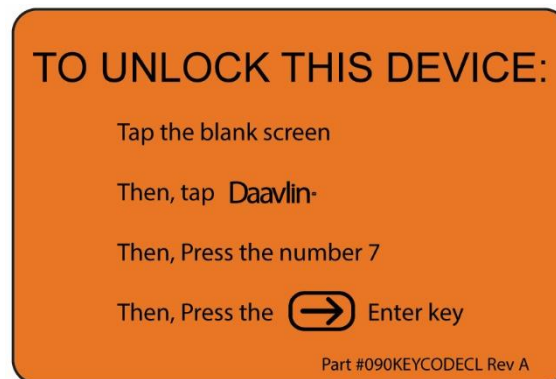 TO UNLOCK THIS DEVICE:
Tap the blank screen
Then, tap Daavlin
Then, Press the number 7
Then, Press the → Enter key
Part #090KEYCODECL Rev A